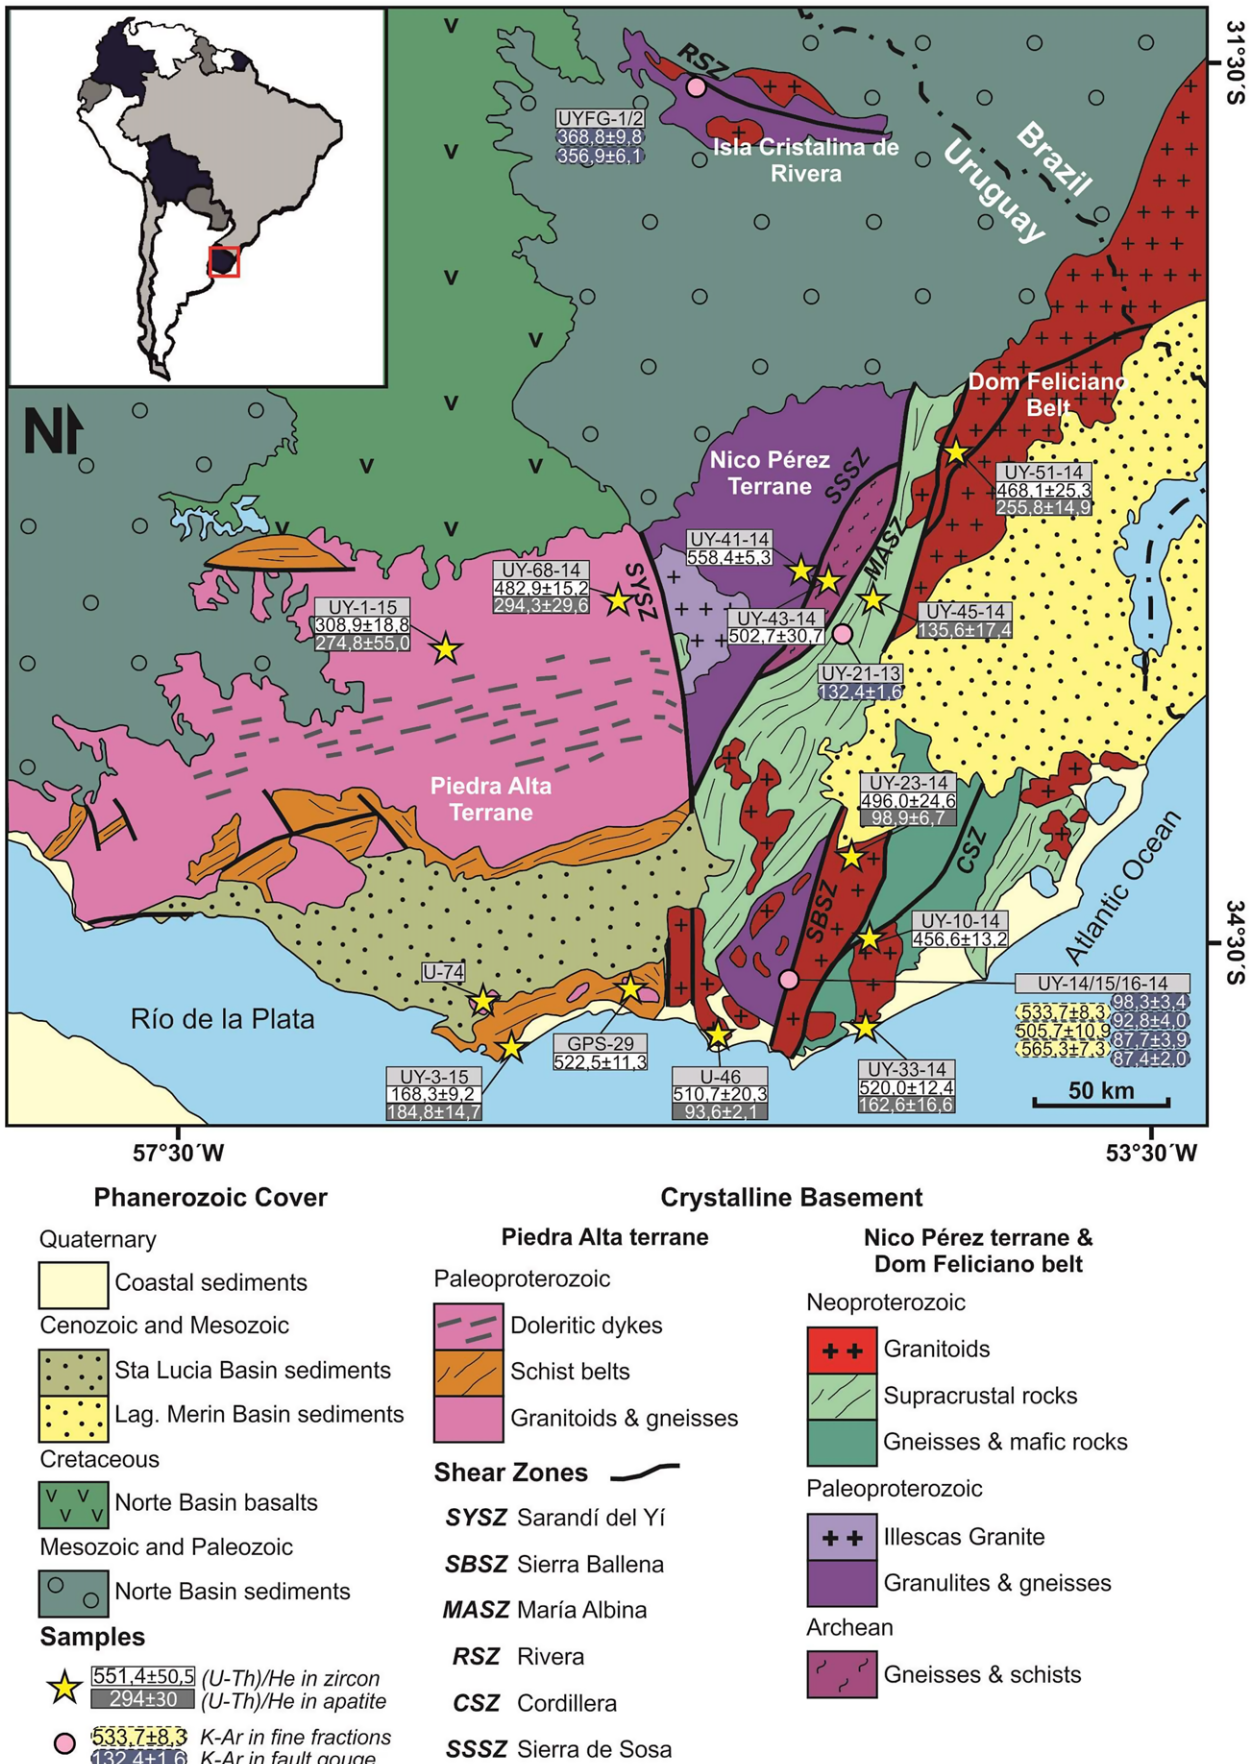 31°30´S
RSZ
UYFG-1/2
368,8±9,8
356,9±6,1
Isla Cristalina de
Rivera
Brazil
Uruguay
Dom Feliciano
Belt
N
Nico Pérez
Terrane
SSSZ
UY-51-14
468,1±25,3
255,8±14,9
MASZ
UY-41-14
558,4±5,3
UY-68-14
482,9±15,2
294,3±29,6
SYSZ
UY-1-15
308,9±18,8
274,8±55,0
UY-43-14
502,7±30,7
UY-45-14
135,6±17,4
UY-21-13
132,4±1,6
Piedra Alta
Terrane
UY-23-14
496,0±24,6
98,9±6,7
CSZ
SBSZ
Atlantic Ocean
34°30´S
UY-10-14
456,6±13,2
U-74
UY-14/15/16-14
533,7±8,3
505,7±10,9
565,3±7,3
98,3±3,4
92,8±4,0
87,7±3,9
87,4±2,0
Río de la Plata
GPS-29
522,5±11,3
UY-3-15
168,3±9,2
184,8±14,7
U-46
510,7±20,3
93,6±2,1
UY-33-14
520,0±12,4
162,6±16,6
50 km
57°30´W
53°30´W
Phanerozoic Cover
Quaternary
Coastal sediments
Cenozoic and Mesozoic
Sta Lucia Basin sediments
Lag. Merin Basin sediments
Cretaceous
Norte Basin basalts
Mesozoic and Paleozoic
Norte Basin sediments
Samples
551,4±50,5 (U-Th)/He in zircon
294±30 (U-Th)/He in apatite
533,7±8,3 K-Ar in fine fractions
132,4±1,6 K-Ar in fault gouge
Crystalline Basement
Piedra Alta terrane
Paleoproterozoic
Doleritic dykes
Schist belts
Granitoids & gneisses
Shear Zones
SYSZ Sarandí del Yí
SBSZ Sierra Ballena
MASZ María Albina
RSZ Rivera
CSZ Cordillera
SSSZ Sierra de Sosa
Nico Pérez terrane &
Dom Feliciano belt
Neoproterozoic
Granitoids
Supracrustal rocks
Gneisses & mafic rocks
Paleoproterozoic
Illescas Granite
Granulites & gneisses
Archean
Gneisses & schists